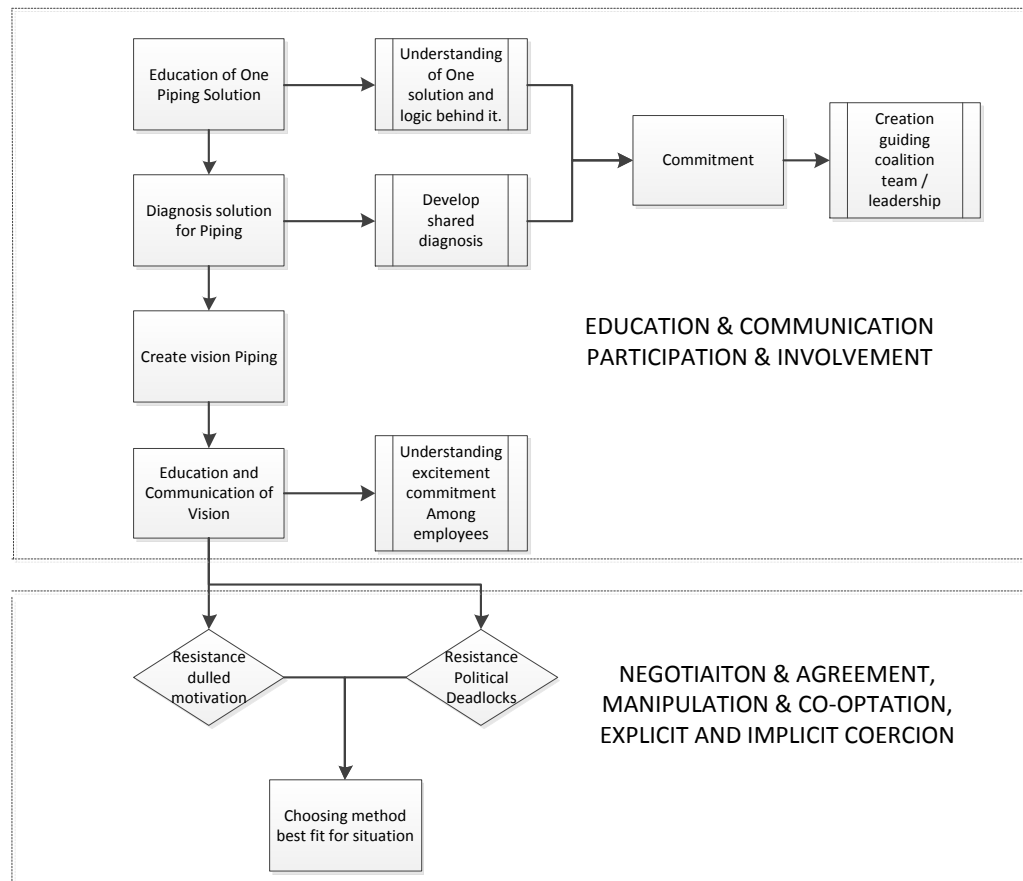 Education of One
Piping Solution
Understanding
of One
solution and
logic behind it.
Commitment
Creation
guiding
coalition
team /
leadership
Diagnosis solution
for Piping
Develop
shared
diagnosis
Create vision Piping
EDUCATION & COMMUNICATION
PARTICIPATION & INVOLVEMENT
Education and
Communication of
Vision
Understanding
excitement
commitment
Among
employees
Resistance
dulled
motivation
Resistance
Political
Deadlocks
NEGOTIAITON & AGREEMENT,
MANIPULATION & CO-OPTATION,
EXPLICIT AND IMPLICIT COERCION
Choosing method
best fit for situation